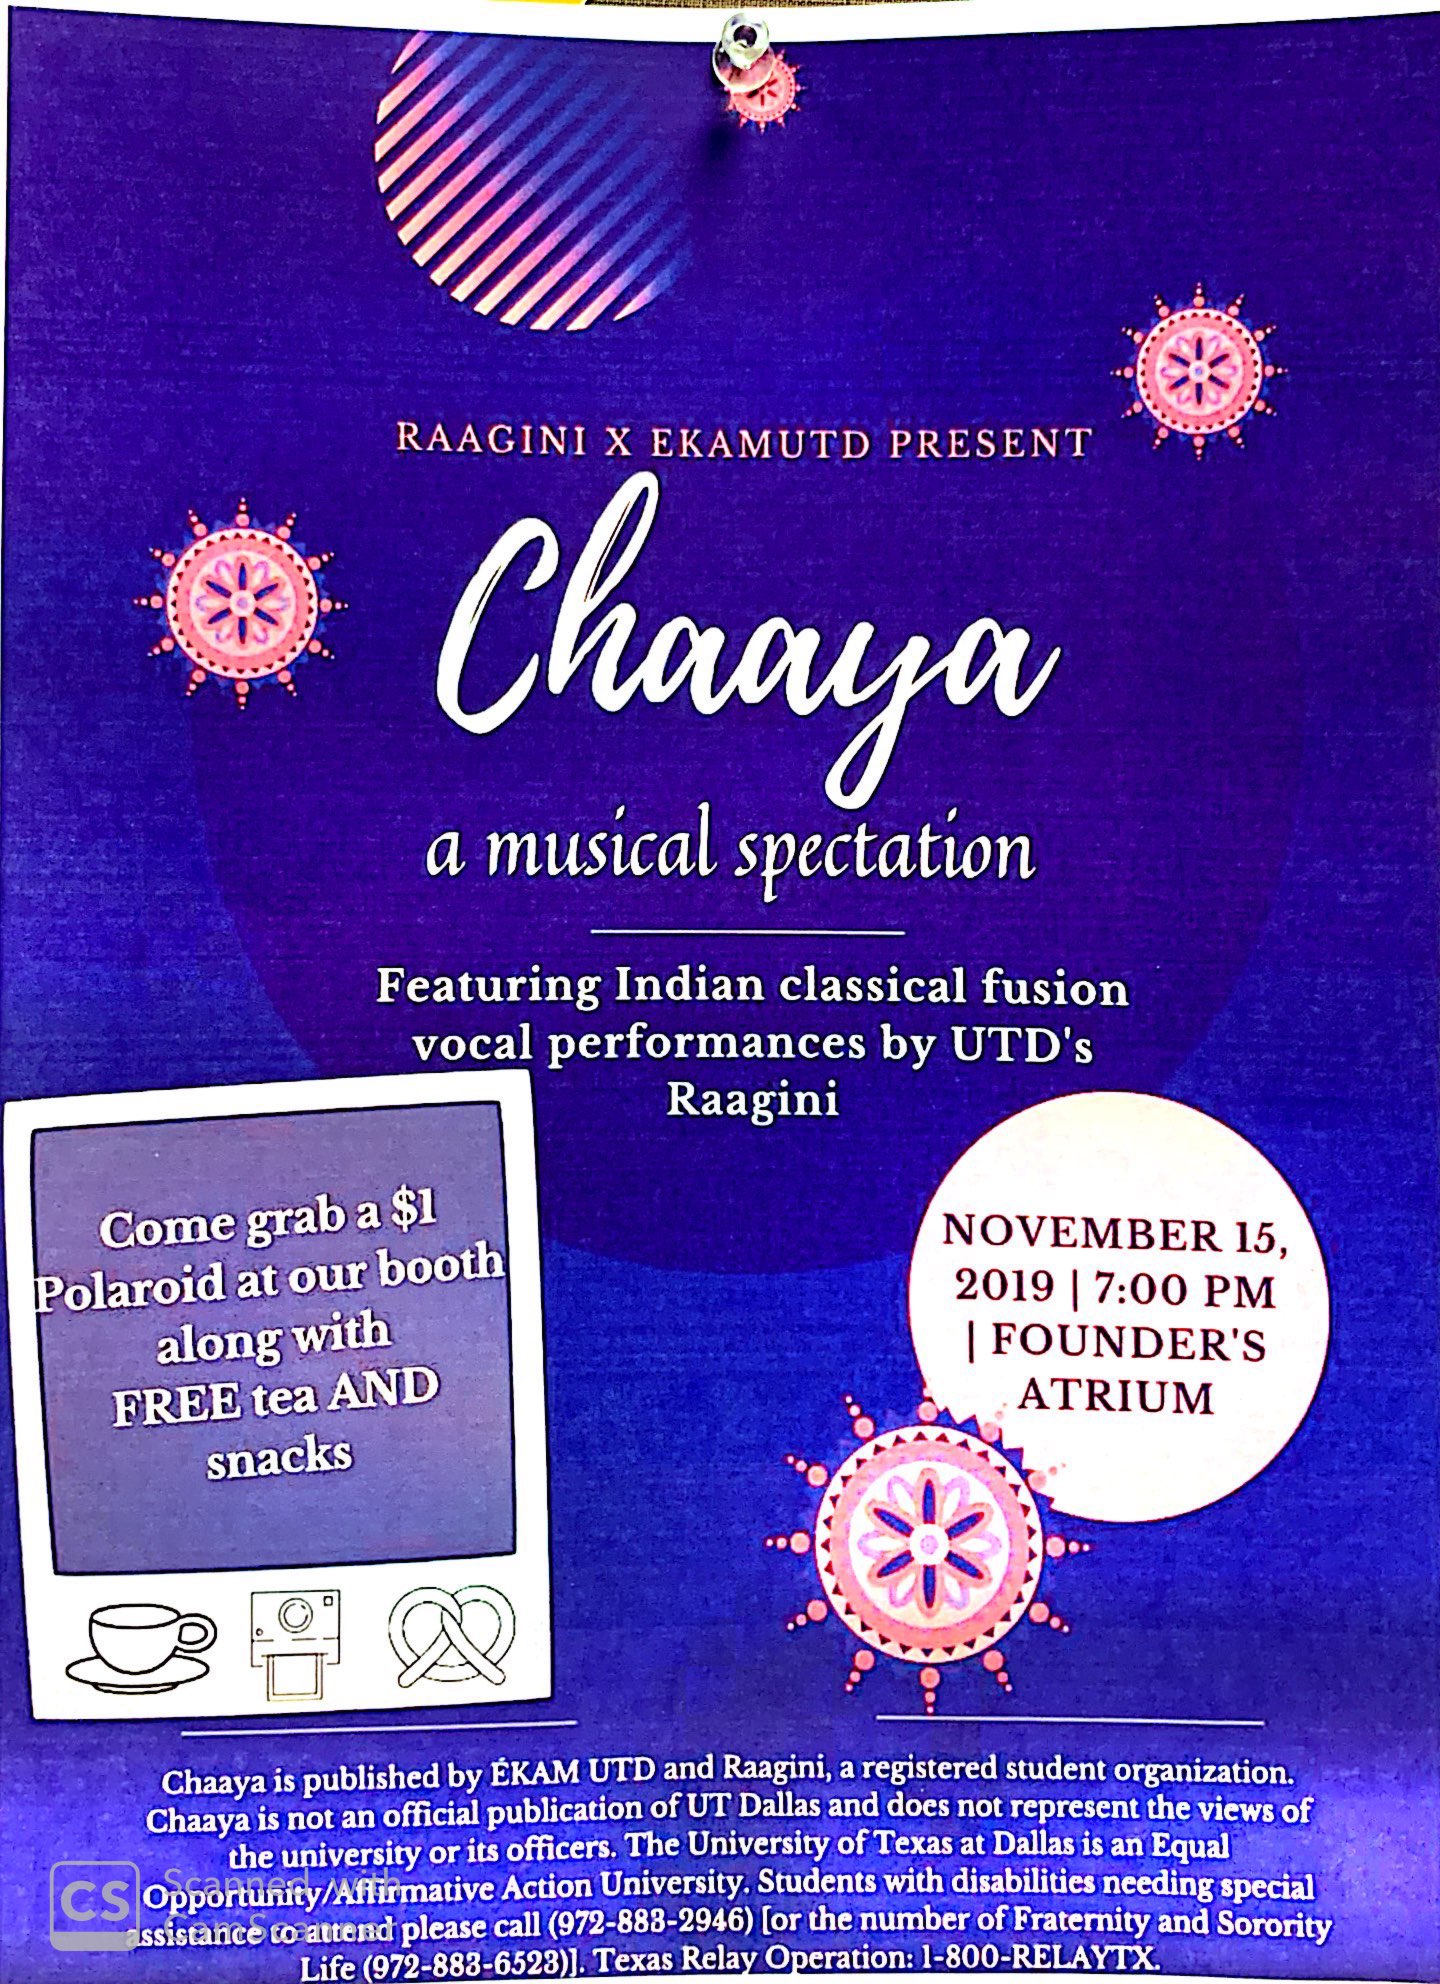 RAAGINI X EKAMUTD PRESENT
Chaaya
a musical spectation
Featuring Indian classical fusion
vocal performances by UTD's
Raagini
Come grab a $1
Polaroid at our booth
along with
FREE tea AND
snacks
NOVEMBER 15,
2019 | 7:00 PM
| FOUNDER'S
ATRIUM
Chaaya is published by ÉKAM UTD and Raagini, a registered student organization.
Chaaya is not an official publication of UT Dallas and does not represent the views of
the university or its officers. The University of Texas at Dallas is an Equal
Opportunity/Affirmative Action University. Students with disabilities needing special
assistance to attend please call (972-883-2946) [or the number of Fraternity and Sorority
Life (972-883-6523)]. Texas Relay Operation: 1-800-RELAYTX.
CS
Scanned with
CamScanner